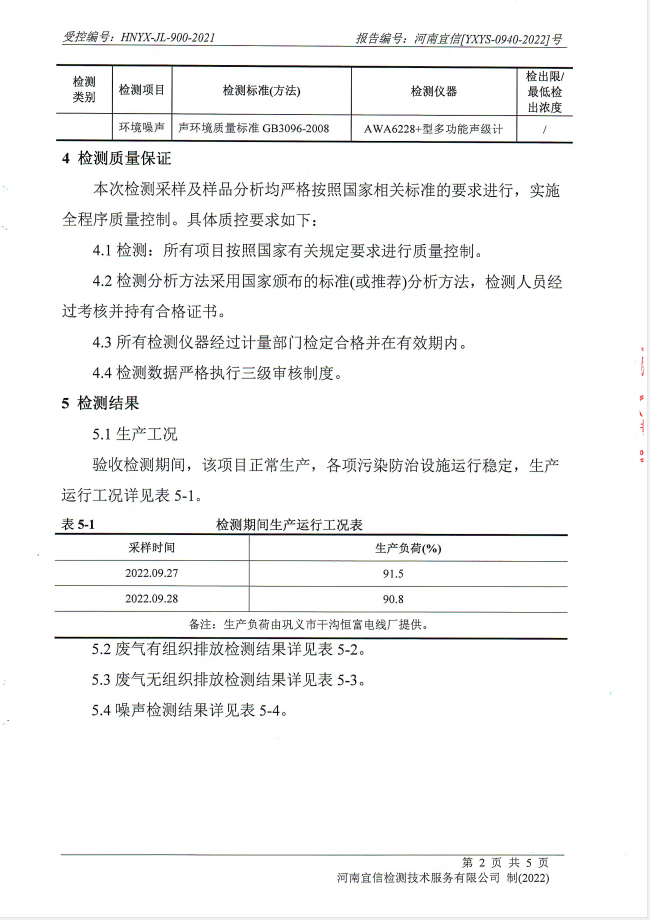 受控编号：HNYX-JL-900-2021 报告编号：河南宜信[YXYS-0940-2022]号
检测类别 检测项目 检测标准(方法) 检测仪器 检出限/最低检出浓度
环境噪声 声环境质量标准 GB3096-2008 AWA6228+型多功能声级计 /
4 检测质量保证
本次检测采样及样品分析均严格按照国家相关标准的要求进行，实施
全程序质量控制。具体质控要求如下：
4.1 检测：所有项目按照国家有关规定要求进行质量控制。
4.2 检测分析方法采用国家颁布的标准(或推荐)分析方法，检测人员经
过考核并持有合格证书。
4.3 所有检测仪器经过计量部门检定合格并在有效期内。
4.4 检测数据严格执行三级审核制度。
5 检测结果
5.1 生产工况
验收检测期间，该项目正常生产，各项污染防治设施运行稳定，生产
运行工况详见表 5-1。
表 5-1 检测期间生产运行工况表
采样时间 生产负荷(%)
2022.09.27 91.5
2022.09.28 90.8
备注：生产负荷由巩义市干沟恒富电线厂提供。
5.2 废气有组织排放检测结果详见表 5-2。
5.3 废气无组织排放检测结果详见表 5-3。
5.4 噪声检测结果详见表 5-4。
第 2 页 共 5 页
河南宜信检测技术服务有限公司 制(2022)